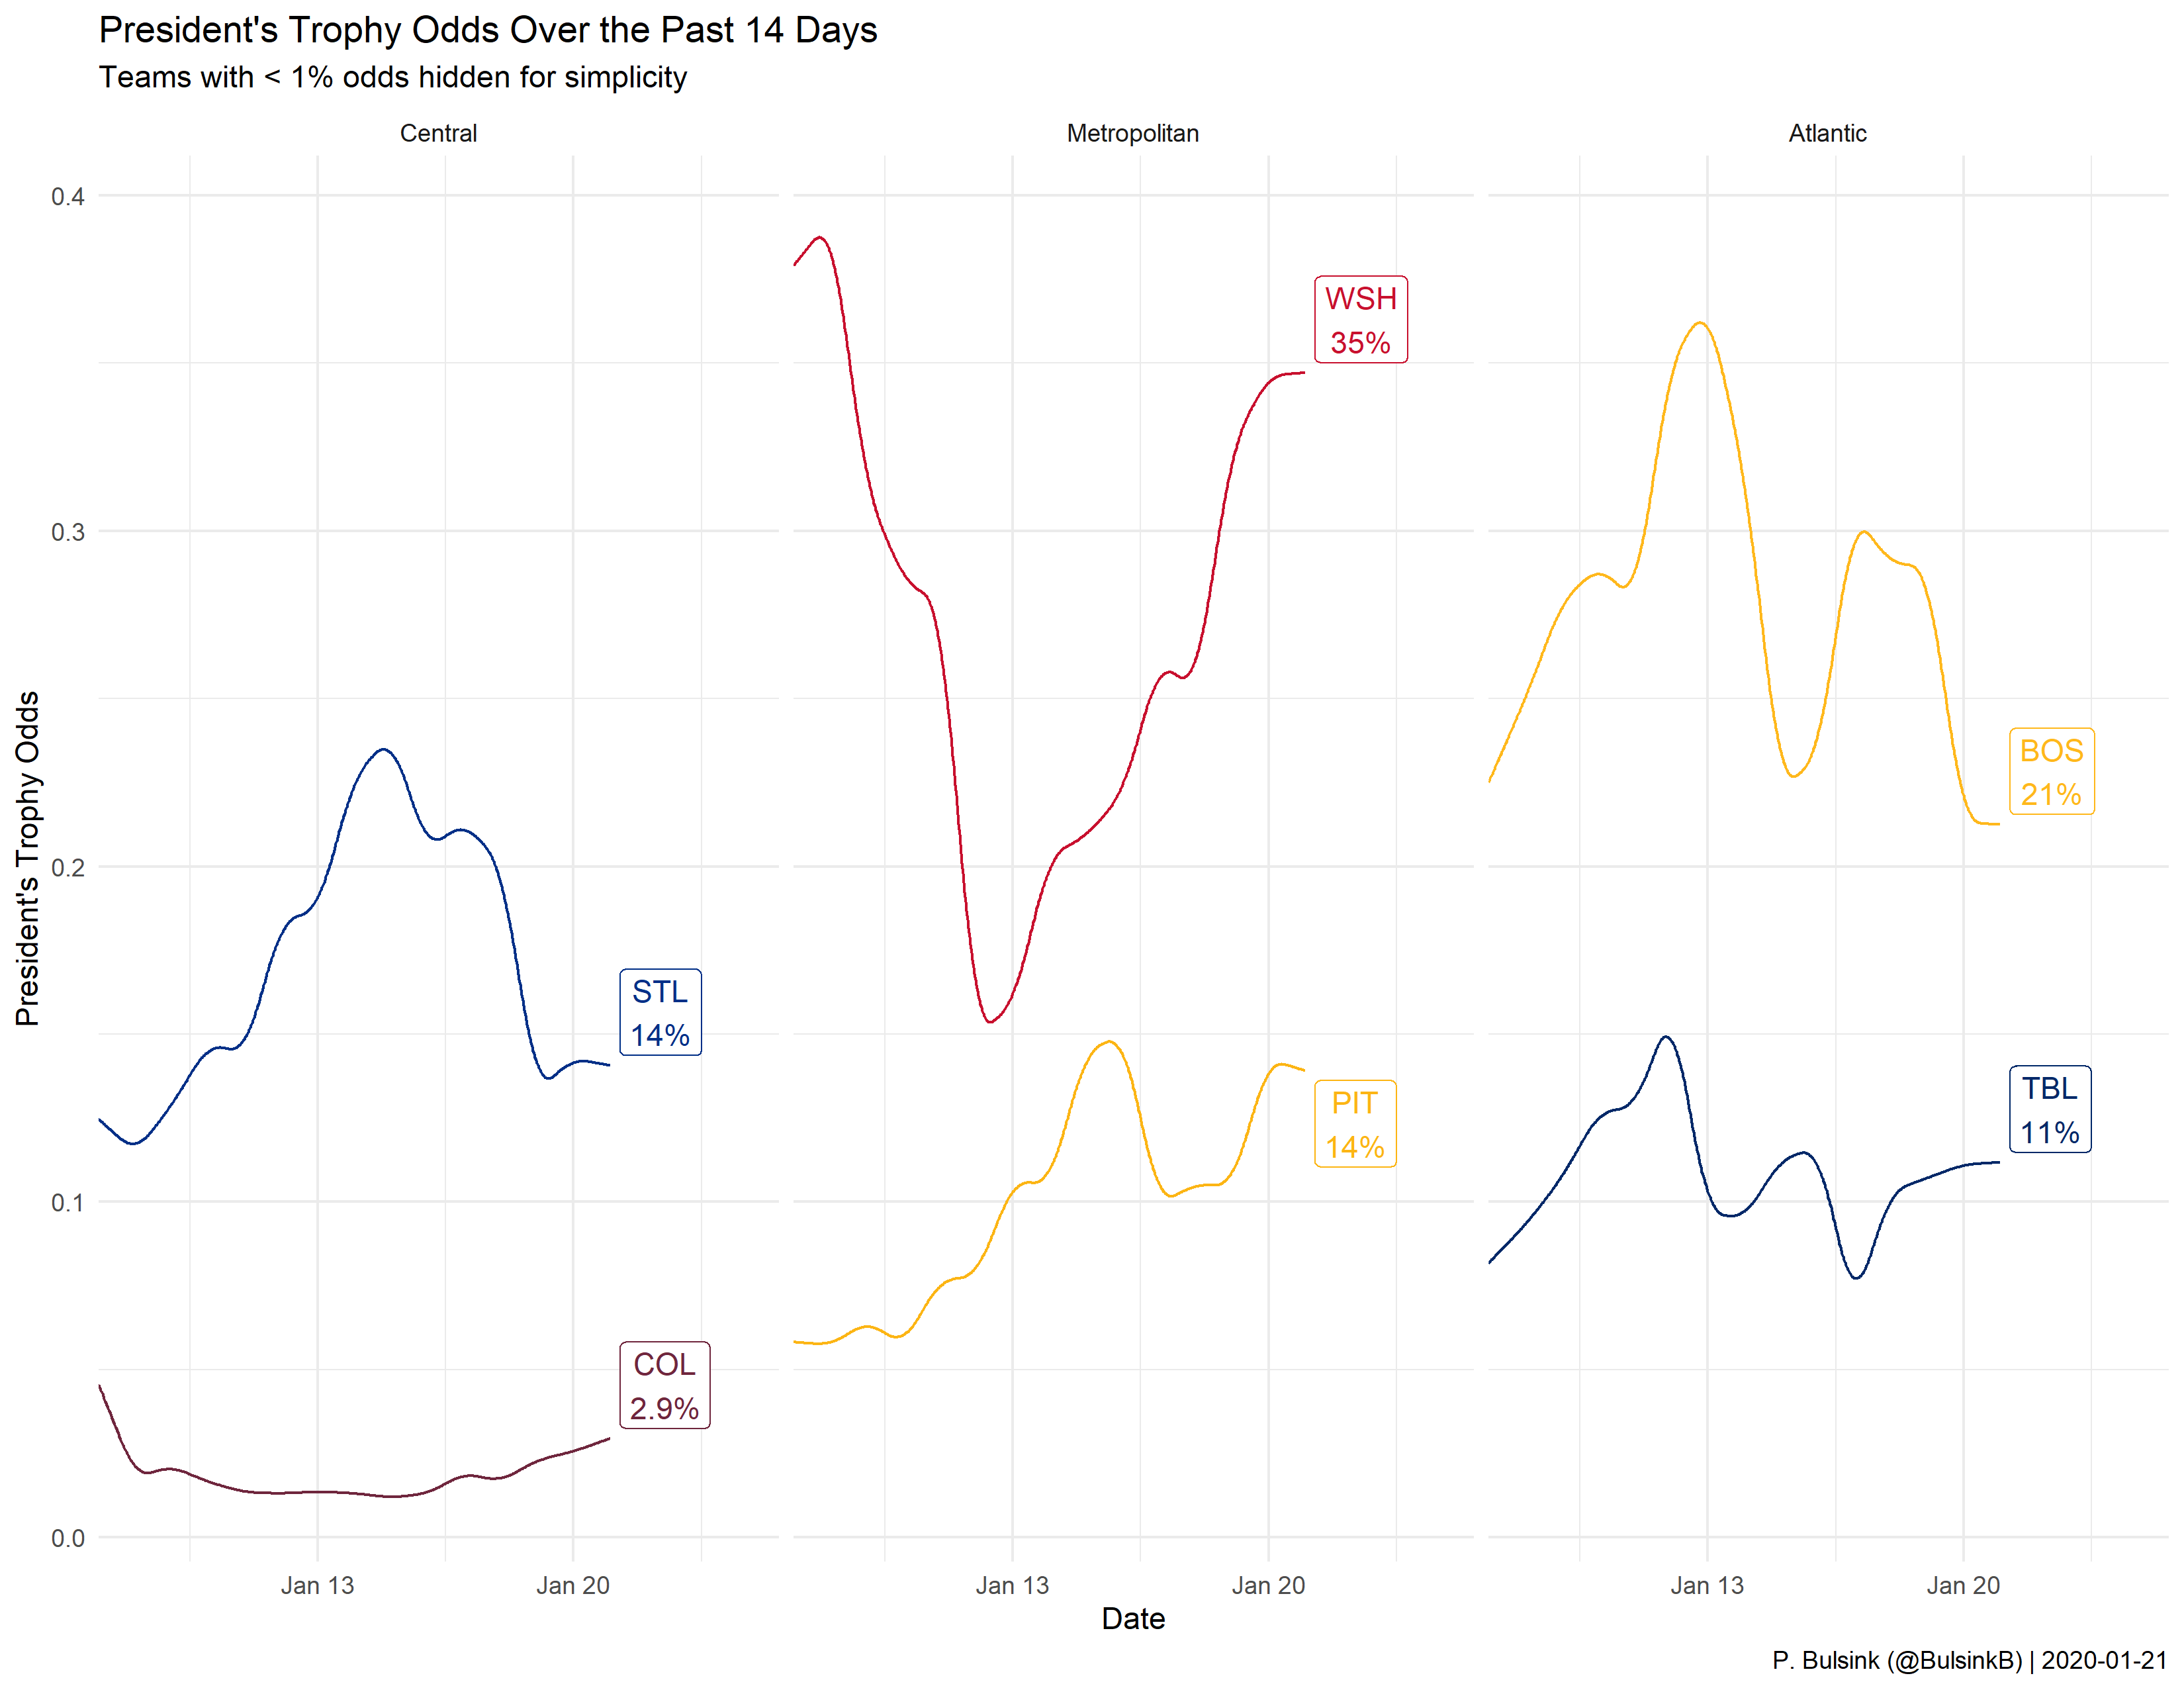 President's Trophy Odds Over the Past 14 Days
Teams with < 1% odds hidden for simplicity
Central
Metropolitan
Atlantic
President's Trophy Odds
0.4
0.3
0.2
0.1
0.0
STL
14%
COL
2.9%
WSH
35%
PIT
14%
BOS
21%
TBL
11%
Jan 13
Jan 20
Jan 13
Jan 20
Jan 13
Jan 20
Date
P. Bulsink (@BulsinkB) | 2020-01-21